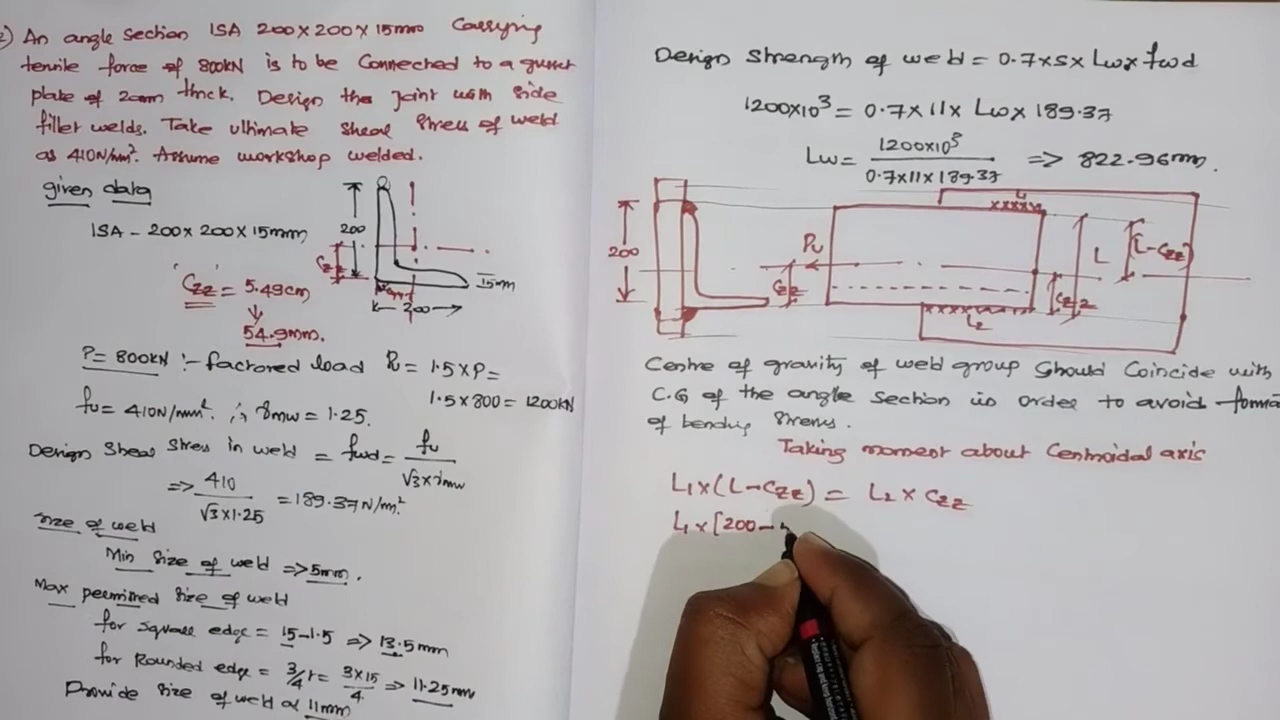 2) An angle section ISA 200×200×15mm Carrying
tensile force of 800kN is to be Connected to a gusset
plate of 20mm thick. Design the Joint with side
fillet welds. Take ultimate shear stress of weld
as 410N/mm². Assume workshop welded.
given data
ISA - 200×200×15mm
Czz = 5.49cm
54.9mm.
200
Czz
15mm
200
P = 800kN :- factored load Pu = 1.5×P =
1.5×800 = 1200kN
fu = 410N/mm² ∴ γmw = 1.25.
Design Shear Stress in weld = fwd = fu / √3×γmw
=> 410 / √3×1.25 = 189.37N/mm²
size of weld
Min size of weld => 5mm.
Max permitted size of weld
for square edge = 15-1.5 => 13.5mm
for Rounded edge = 3/4 t = 3×15/4 => 11.25mm
Provide size of weld as 11mm
Design strength of weld = 0.7×S×Lw×fwd
1200×10³ = 0.7×11×Lw×189.37
Lw = 1200×10³ / 0.7×11×189.37 => 822.96mm.
L1
×××××
200
Pu
Czz
L
(L-Czz)
Czz
L2
Centre of gravity of weld group should Coincide with
C.G of the angle section in order to avoid forma
of bending stress.
Taking moment about Centroidal axis
L1×(L-Czz) = L2×Czz
L1×[200-